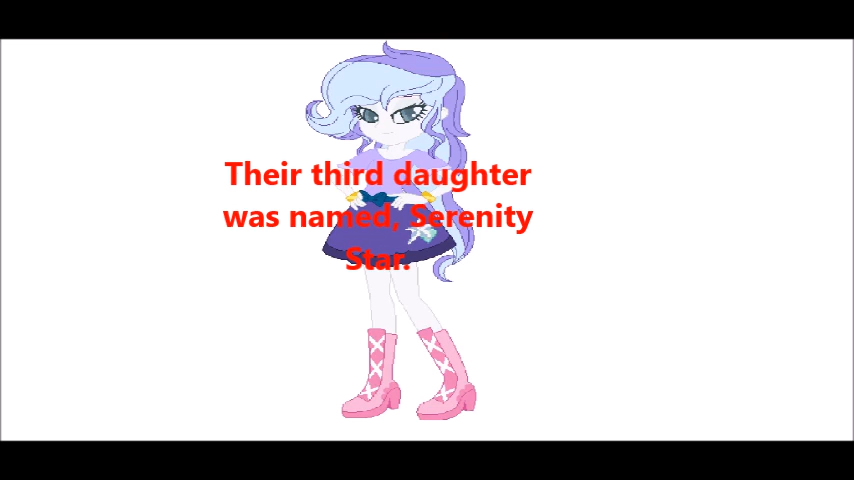 Their third daughter
was named, Serenity
Star.